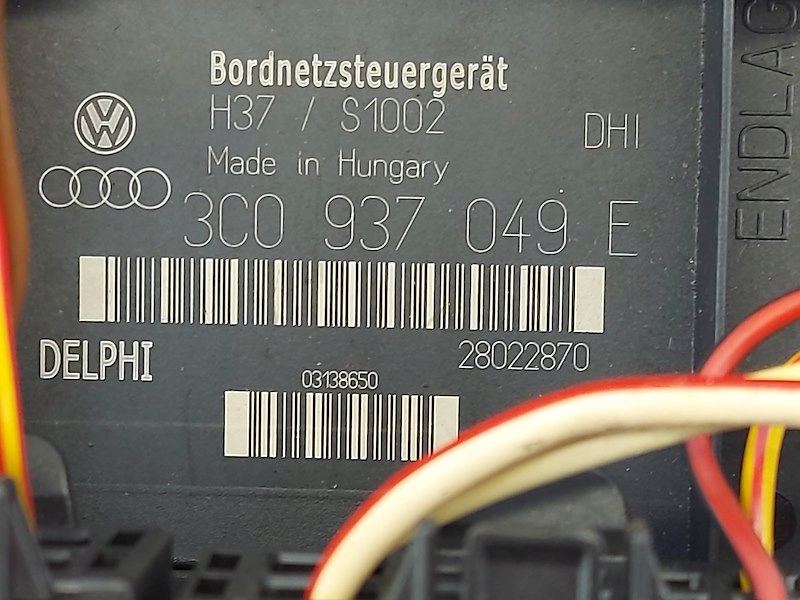 Bordnetzsteuergerät
H37 / S1002
DHI
Made in Hungary
3C0 937 049 E
DELPHI
28022870
03138650
ENDLAG